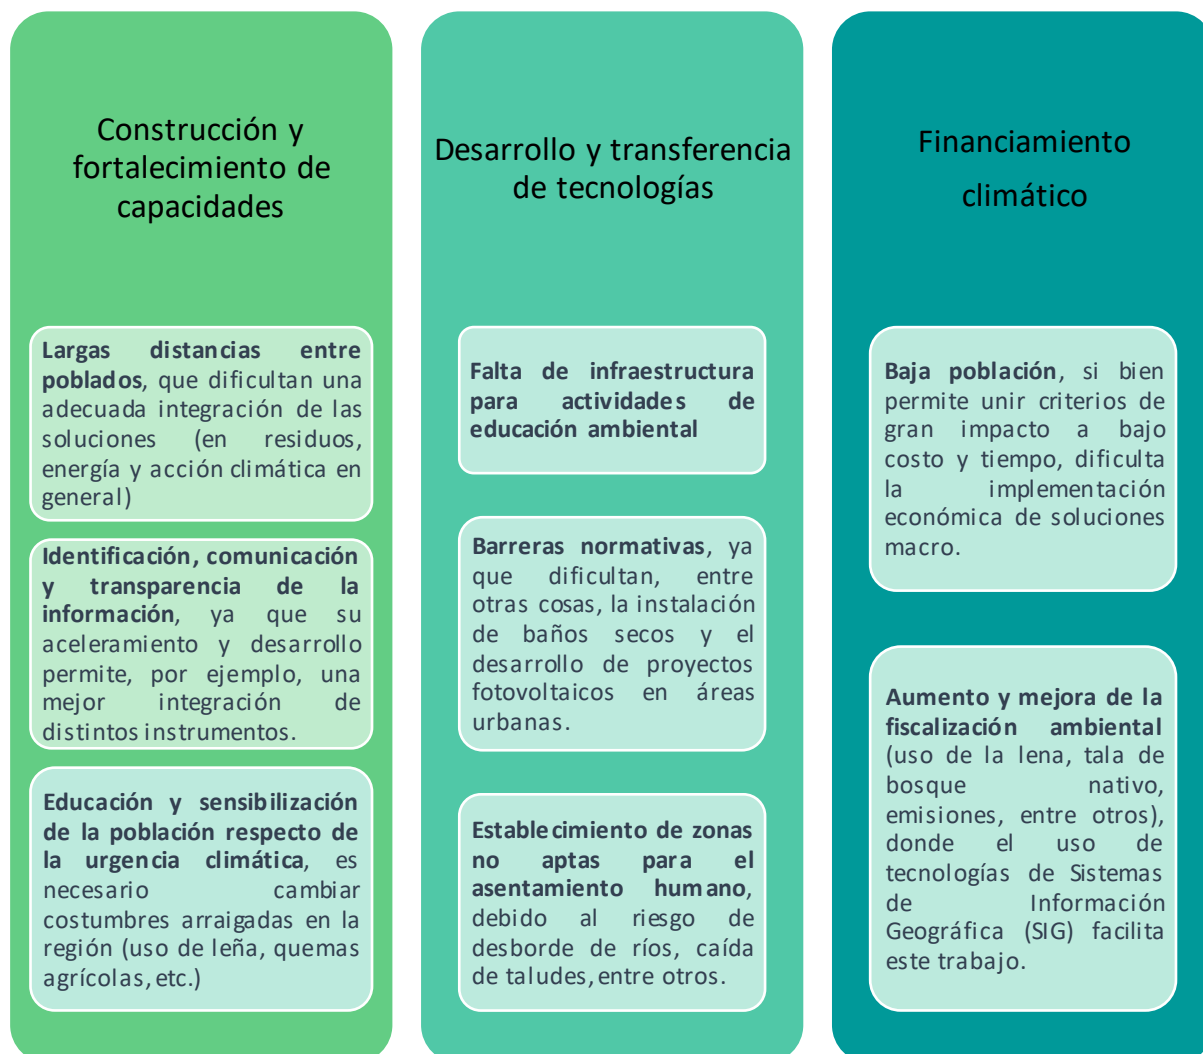 Construcción y
fortalecimiento de
capacidades
Largas distancias entre
poblados, que dificultan una
adecuada integración de las
soluciones (en residuos,
energía y acción climática en
general)
Identificación, comunicación
y transparencia de la
información, ya que su
aceleramiento y desarrollo
permite, por ejemplo, una
mejor integración de
distintos instrumentos.
Educación y sensibilización
de la población respecto de
la urgencia climática, es
necesario cambiar
costumbres arraigadas en la
región (uso de leña, quemas
agrícolas, etc.)
Desarrollo y transferencia
de tecnologías
Falta de infraestructura
para actividades de
educación ambiental
Barreras normativas, ya
que dificultan, entre
otras cosas, la instalación
de baños secos y el
desarrollo de proyectos
fotovoltaicos en áreas
urbanas.
Establecimiento de zonas
no aptas para el
asentamiento humano,
debido al riesgo de
desborde de ríos, caída
de taludes, entre otros.
Financiamiento
climático
Baja población, si bien
permite unir criterios de
gran impacto a bajo
costo y tiempo, dificulta
la implementación
económica de soluciones
macro.
Aumento y mejora de la
fiscalización ambiental
(uso de la lena, tala de
bosque nativo,
emisiones, entre otros),
donde el uso de
tecnologías de Sistemas
de Información
Geográfica (SIG) facilita
este trabajo.